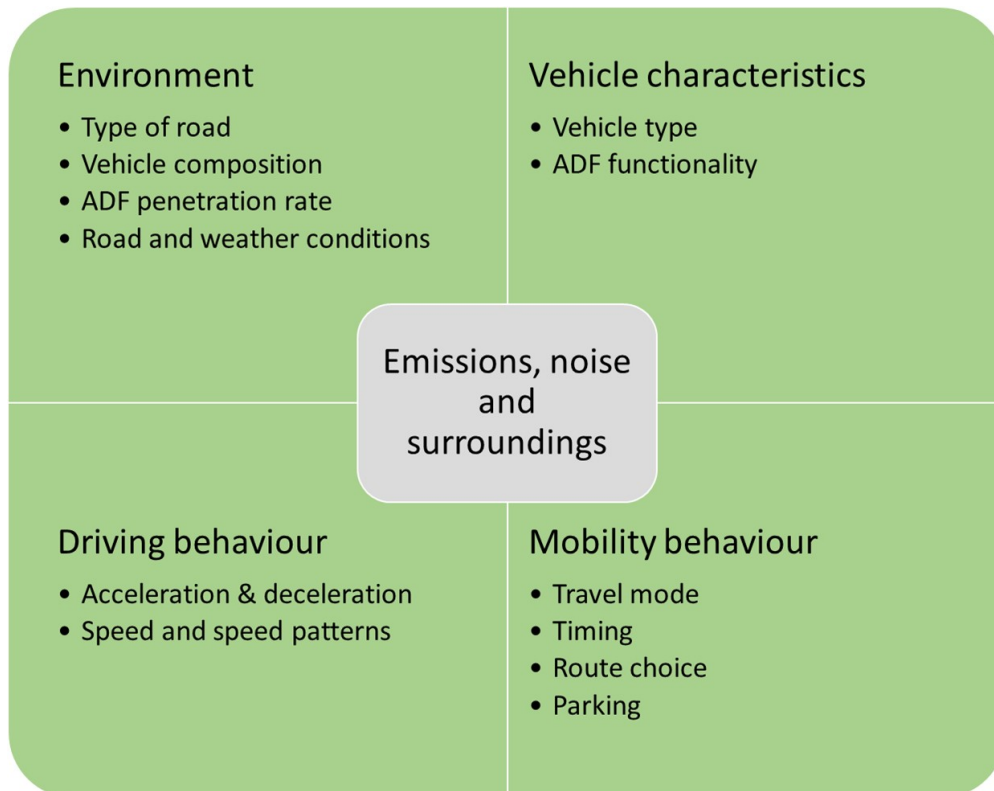 Environment
• Type of road
• Vehicle composition
• ADF penetration rate
• Road and weather conditions
Vehicle characteristics
• Vehicle type
• ADF functionality
Emissions, noise
and
surroundings
Driving behaviour
• Acceleration & deceleration
• Speed and speed patterns
Mobility behaviour
• Travel mode
• Timing
• Route choice
• Parking